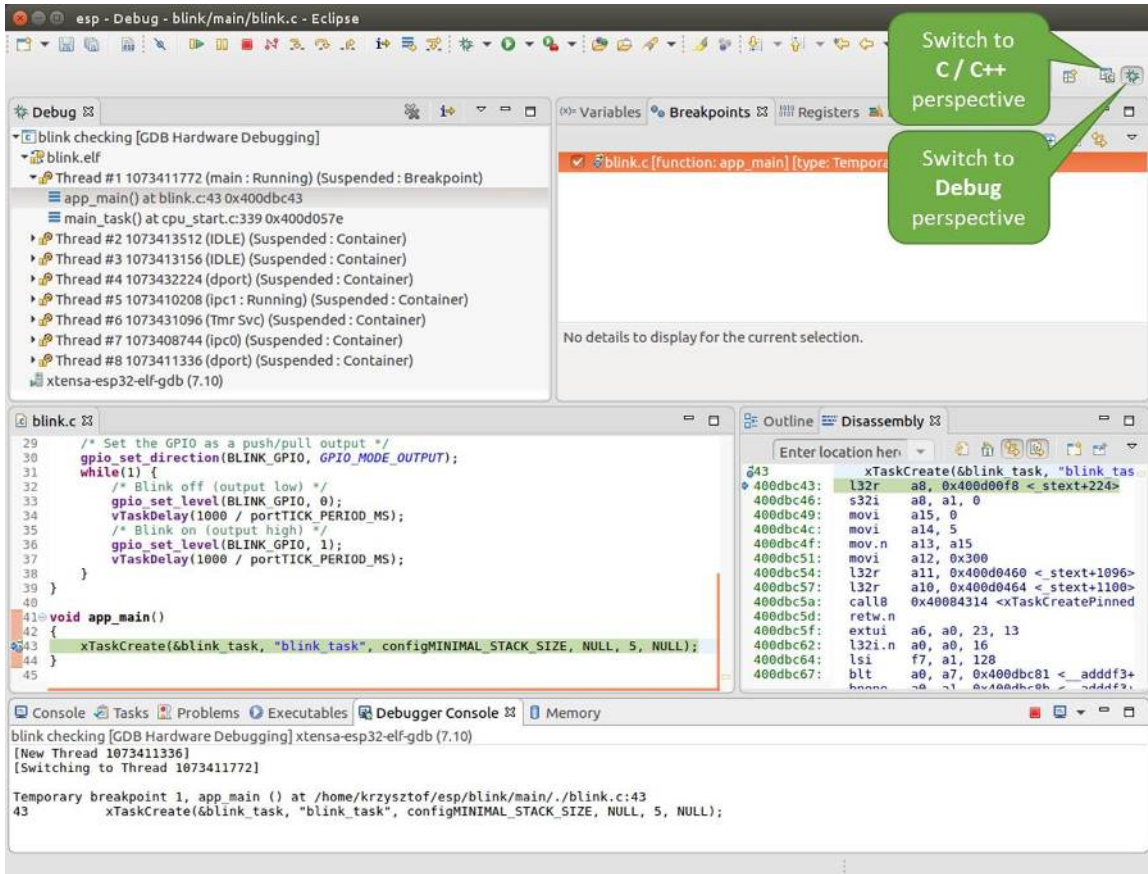 esp - Debug - blink/main/blink.c - Eclipse
Switch to
C / C++
perspective
Debug
blink checking [GDB Hardware Debugging]
blink.elf
Thread #1 1073411772 (main : Running) (Suspended : Breakpoint)
app_main() at blink.c:43 0x400dbc43
main_task() at cpu_start.c:339 0x400d057e
Thread #2 1073413512 (IDLE) (Suspended : Container)
Thread #3 1073413156 (IDLE) (Suspended : Container)
Thread #4 1073432224 (dport) (Suspended : Container)
Thread #5 1073410208 (ipc1 : Running) (Suspended : Container)
Thread #6 1073431096 (Tmr Svc) (Suspended : Container)
Thread #7 1073408744 (ipc0) (Suspended : Container)
Thread #8 1073411336 (dport) (Suspended : Container)
xtensa-esp32-elf-gdb (7.10)
(x)= Variables Breakpoints Registers
blink.c [function: app_main] [type: Tempora
Switch to
Debug
perspective
No details to display for the current selection.
blink.c
29 /* Set the GPIO as a push/pull output */
30 gpio_set_direction(BLINK_GPIO, GPIO_MODE_OUTPUT);
31 while(1) {
32 /* Blink off (output low) */
33 gpio_set_level(BLINK_GPIO, 0);
34 vTaskDelay(1000 / portTICK_PERIOD_MS);
35 /* Blink on (output high) */
36 gpio_set_level(BLINK_GPIO, 1);
37 vTaskDelay(1000 / portTICK_PERIOD_MS);
38 }
39 }
40
41 void app_main()
42 {
43 xTaskCreate(&blink_task, "blink_task", configMINIMAL_STACK_SIZE, NULL, 5, NULL);
44 }
45
Outline Disassembly
Enter location her
43 xTaskCreate(&blink_task, "blink_tas
400dbc43: l32r a8, 0x400d00f8 <_stext+224>
400dbc46: s32i a8, a1, 0
400dbc49: movi a15, 0
400dbc4c: movi a14, 5
400dbc4f: mov.n a13, a15
400dbc51: movi a12, 0x300
400dbc54: l32r a11, 0x400d0460 <_stext+1096>
400dbc57: l32r a10, 0x400d0464 <_stext+1100>
400dbc5a: call8 0x40084314 <xTaskCreatePinned
400dbc5d: retw.n
400dbc5f: extui a6, a0, 23, 13
400dbc62: l32i.n a0, a0, 16
400dbc64: lsi f7, a1, 128
400dbc67: blt a0, a7, 0x400dbc81 <__adddf3+
Console Tasks Problems Executables Debugger Console Memory
blink checking [GDB Hardware Debugging] xtensa-esp32-elf-gdb (7.10)
[New Thread 1073411336]
[Switching to Thread 1073411772]
Temporary breakpoint 1, app_main () at /home/krzysztof/esp/blink/main/./blink.c:43
43 xTaskCreate(&blink_task, "blink_task", configMINIMAL_STACK_SIZE, NULL, 5, NULL);